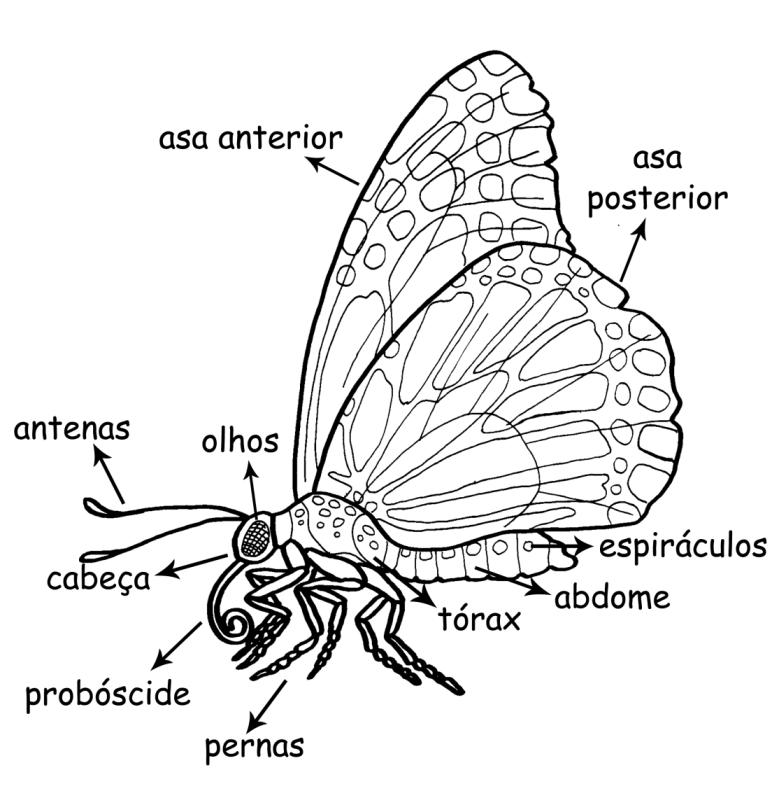 asa anterior
asa
posterior
antenas
olhos
espiráculos
cabeça
abdome
tórax
probóscide
pernas